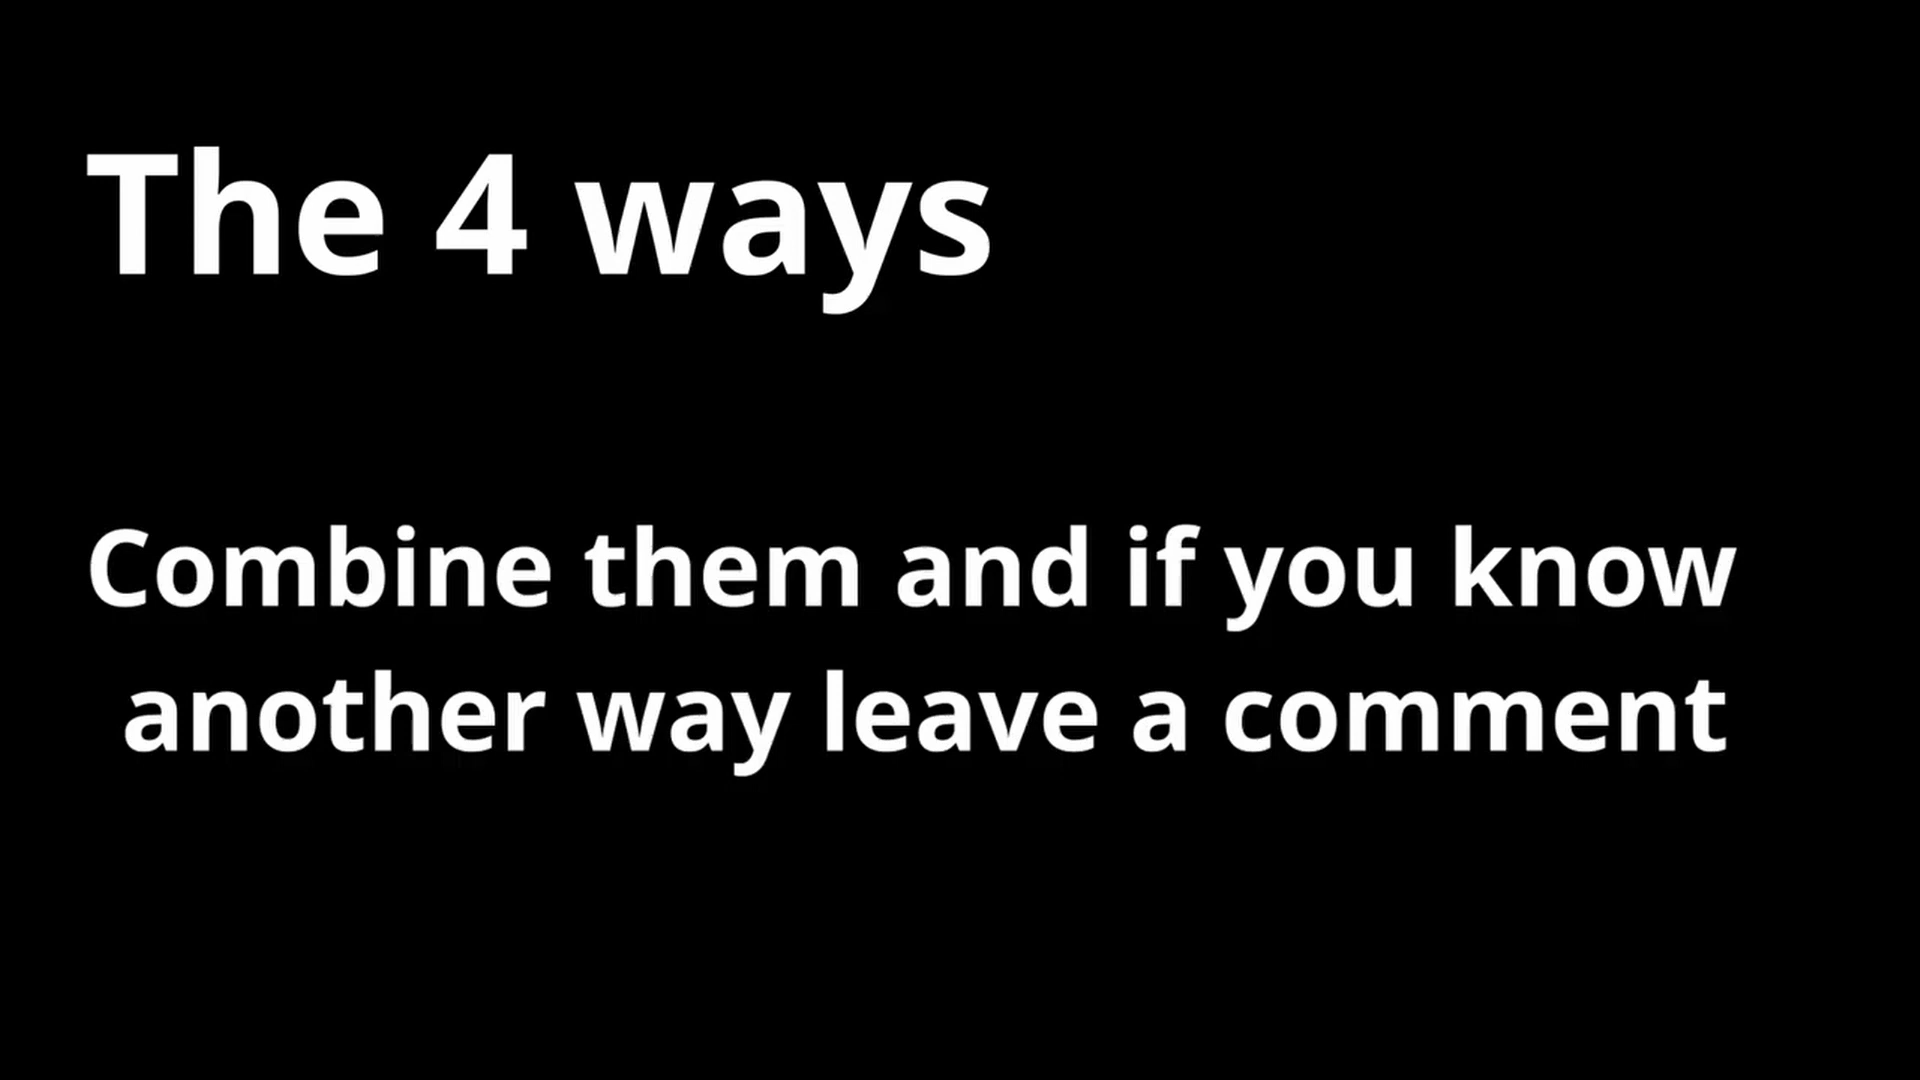 The 4 ways
Combine them and if you know
another way leave a comment